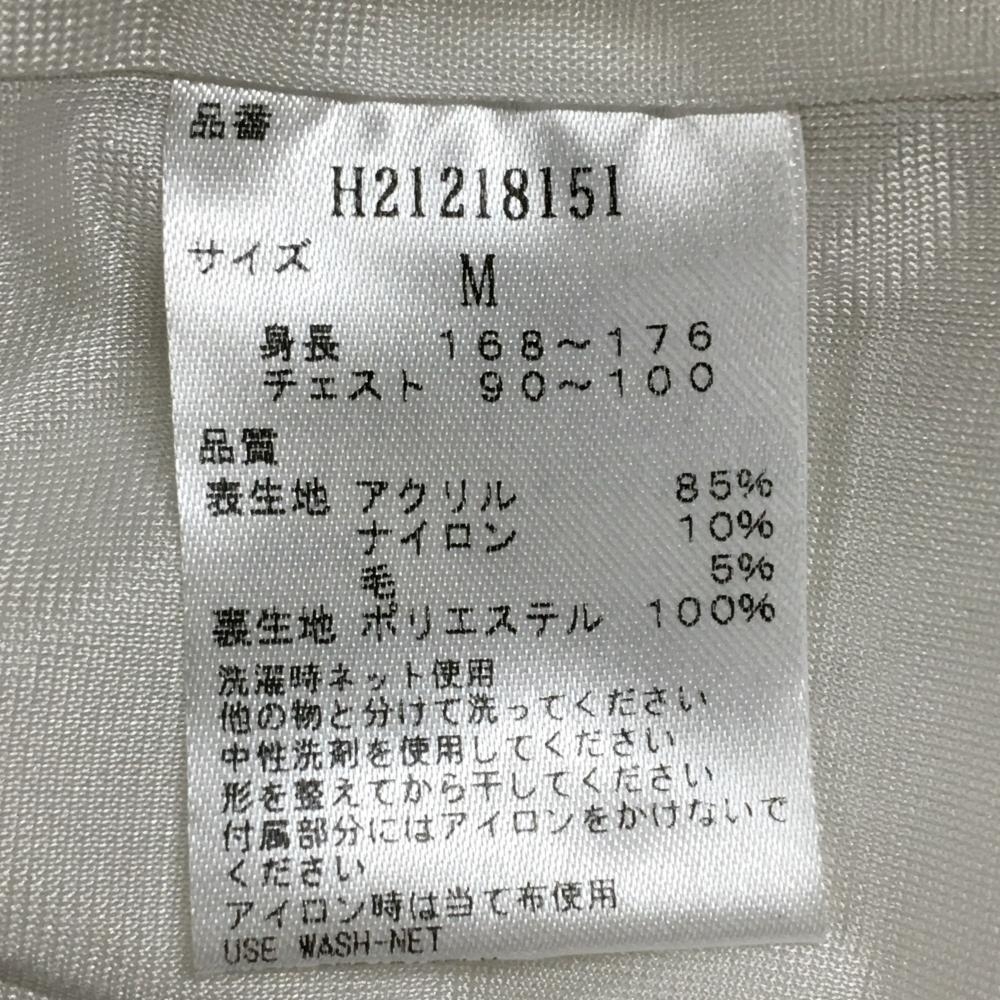 品番
H21218151
サイズ
M
身長 168~176
チェスト 90~100
品質
表生地 アクリル 85%
ナイロン 10%
毛 5%
裏生地 ポリエステル 100%
洗濯時ネット使用
他の物と分けて洗ってください
中性洗剤を使用してください
形を整えてから干してください
付属部分にはアイロンをかけないで
ください
アイロン時は当て布使用
USE WASH-NET